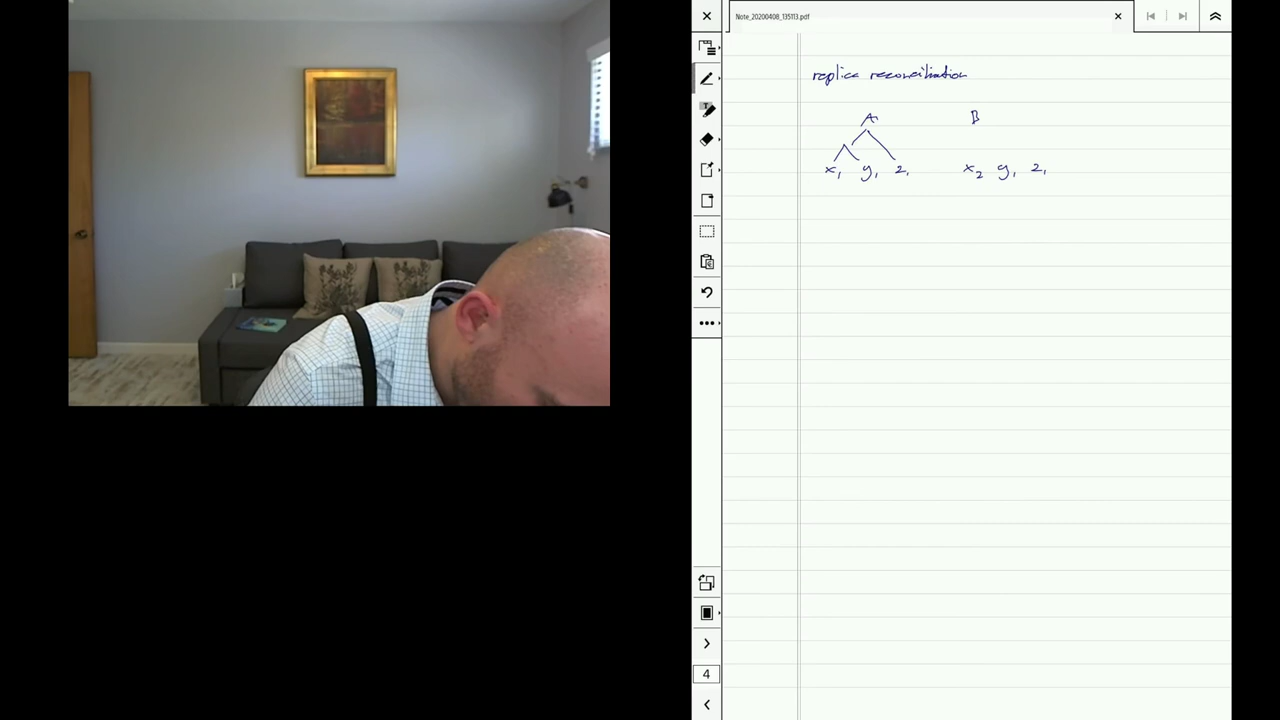 Note_20200408_135113.pdf
replica reconciliation
A B
x₁ y₁ z₁ x₂ y₁ z₁
4